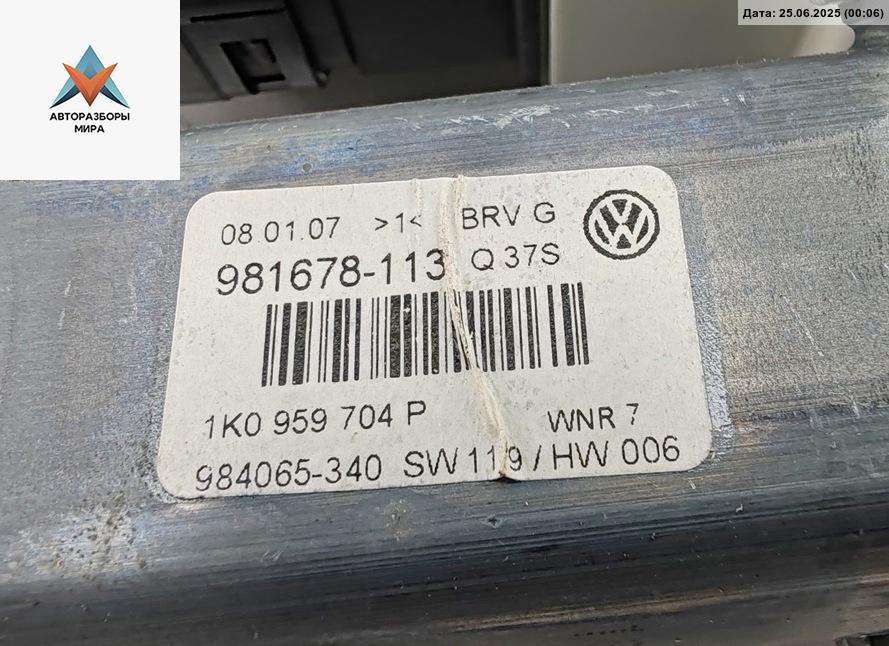 Дата: 25.06.2025 (00:06)
АВТОРАЗБОРЫ
МИРА
08.01.07 >1< BRV G
981678-113 Q 37S
1K0 959 704 P WNR 7
984065-340 SW 119 / HW 006